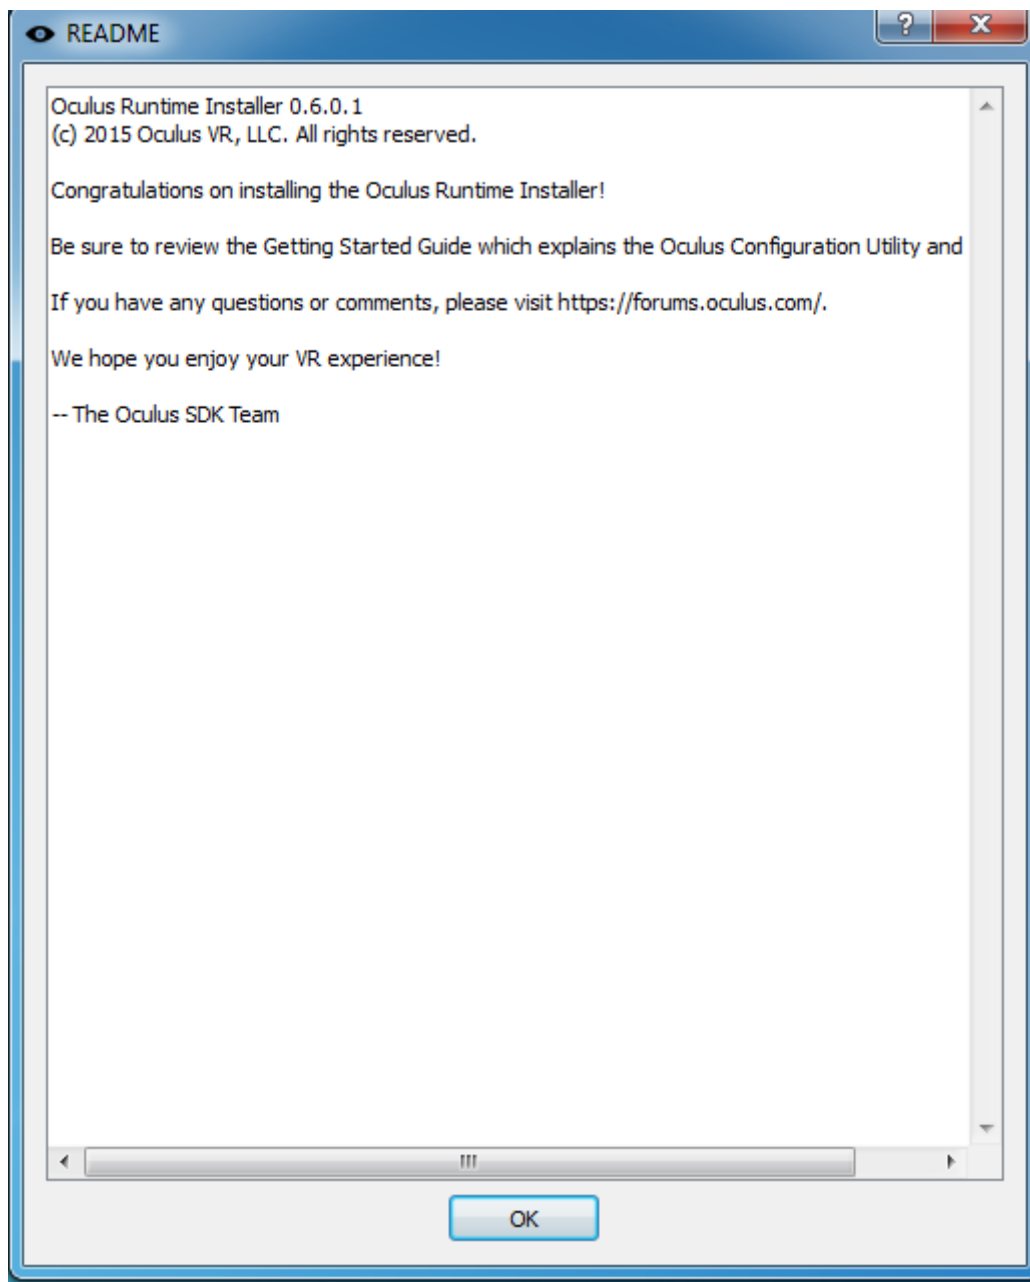 README
?
X
Oculus Runtime Installer 0.6.0.1
(c) 2015 Oculus VR, LLC. All rights reserved.
Congratulations on installing the Oculus Runtime Installer!
Be sure to review the Getting Started Guide which explains the Oculus Configuration Utility and
If you have any questions or comments, please visit https://forums.oculus.com/.
We hope you enjoy your VR experience!
-- The Oculus SDK Team
OK